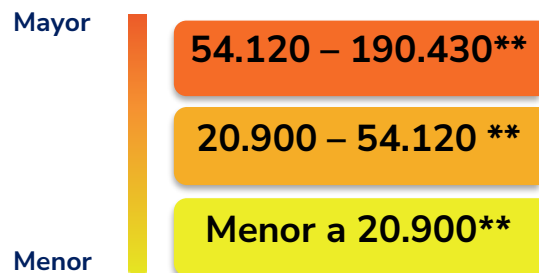 Mayor
54.120 – 190.430**
20.900 – 54.120 **
Menor a 20.900**
Menor